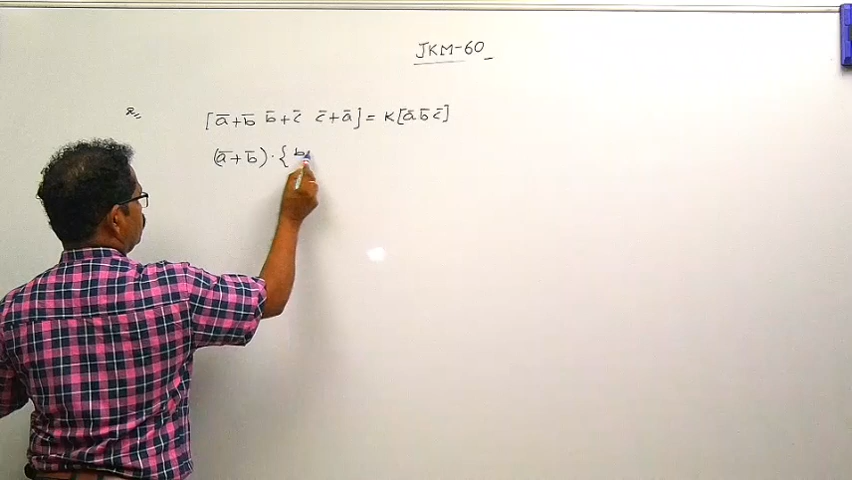 JKM-60
[a̅+b̅ b̅+c̅ c̅+a̅] = K[a̅ b̅ c̅]
(a̅+b̅)·{b